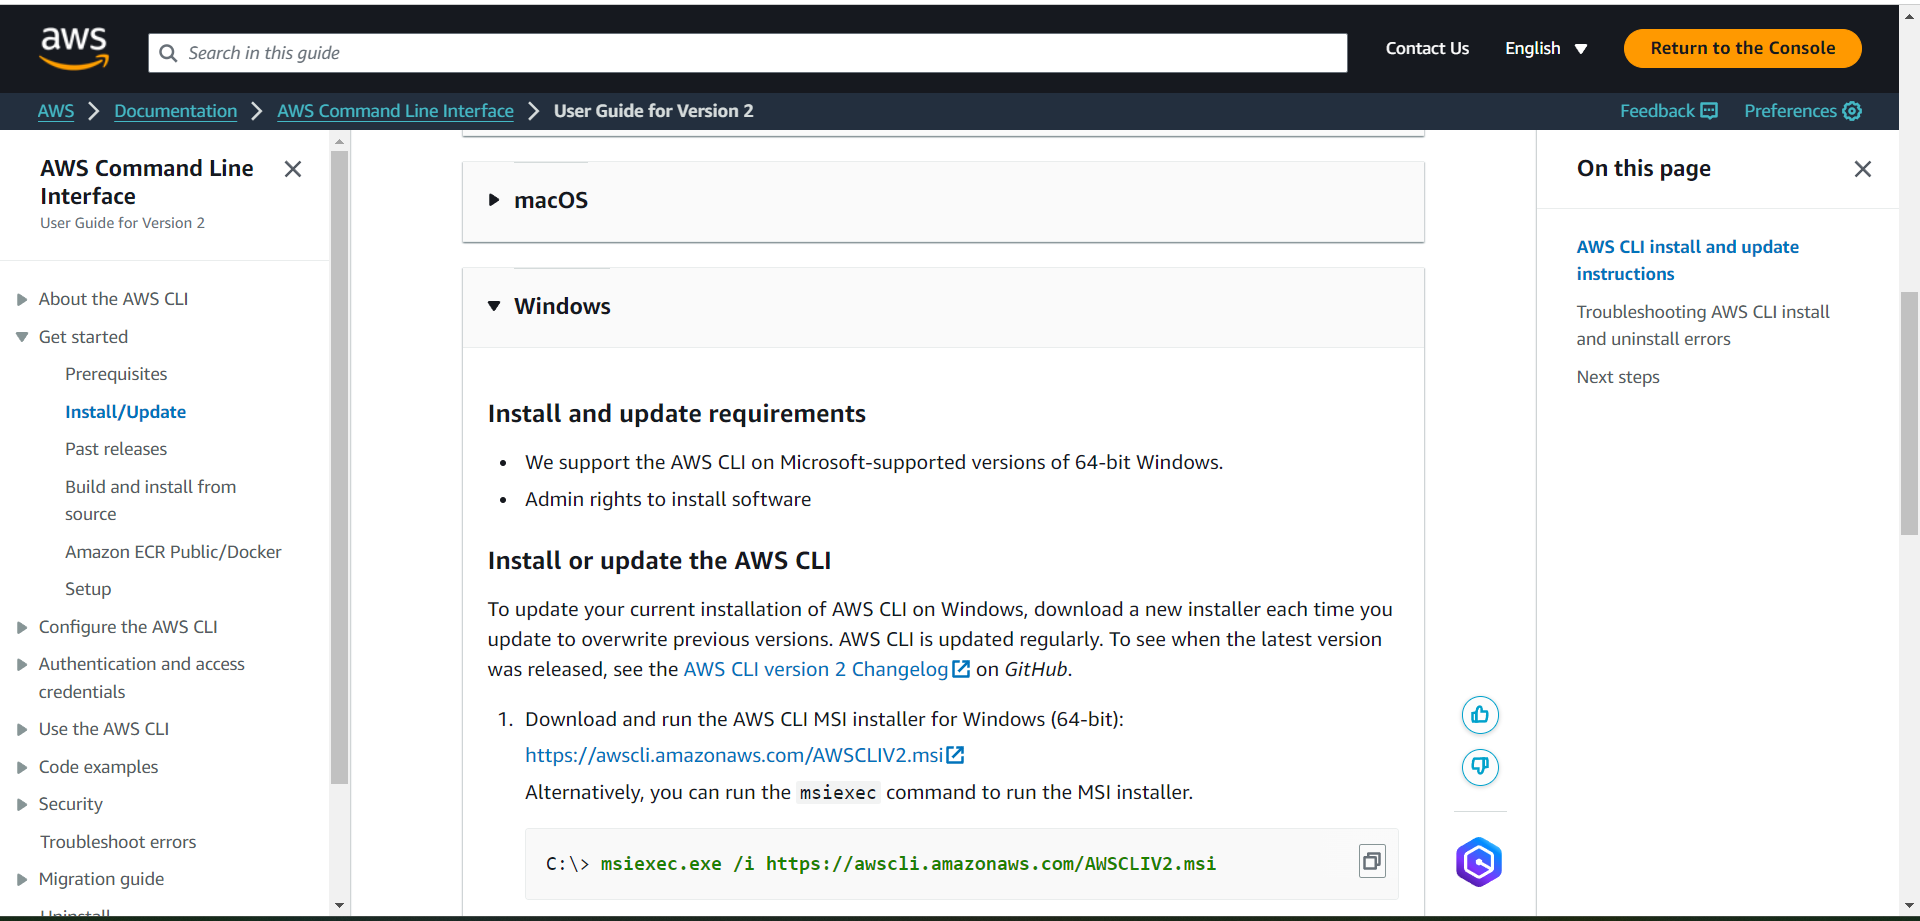 aws
Search in this guide
Contact Us
English
Return to the Console
AWS
Documentation
AWS Command Line Interface
User Guide for Version 2
Feedback
Preferences
AWS Command Line
Interface
User Guide for Version 2
About the AWS CLI
Get started
Prerequisites
Install/Update
Past releases
Build and install from
source
Amazon ECR Public/Docker
Setup
Configure the AWS CLI
Authentication and access
credentials
Use the AWS CLI
Code examples
Security
Troubleshoot errors
Migration guide
Uninstall
macOS
Windows
Install and update requirements
• We support the AWS CLI on Microsoft-supported versions of 64-bit Windows.
• Admin rights to install software
Install or update the AWS CLI
To update your current installation of AWS CLI on Windows, download a new installer each time you
update to overwrite previous versions. AWS CLI is updated regularly. To see when the latest version
was released, see the AWS CLI version 2 Changelog on GitHub.
1. Download and run the AWS CLI MSI installer for Windows (64-bit):
https://awscli.amazonaws.com/AWSCLIV2.msi
Alternatively, you can run the msiexec command to run the MSI installer.
C:\> msiexec.exe /i https://awscli.amazonaws.com/AWSCLIV2.msi
On this page
AWS CLI install and update
instructions
Troubleshooting AWS CLI install
and uninstall errors
Next steps